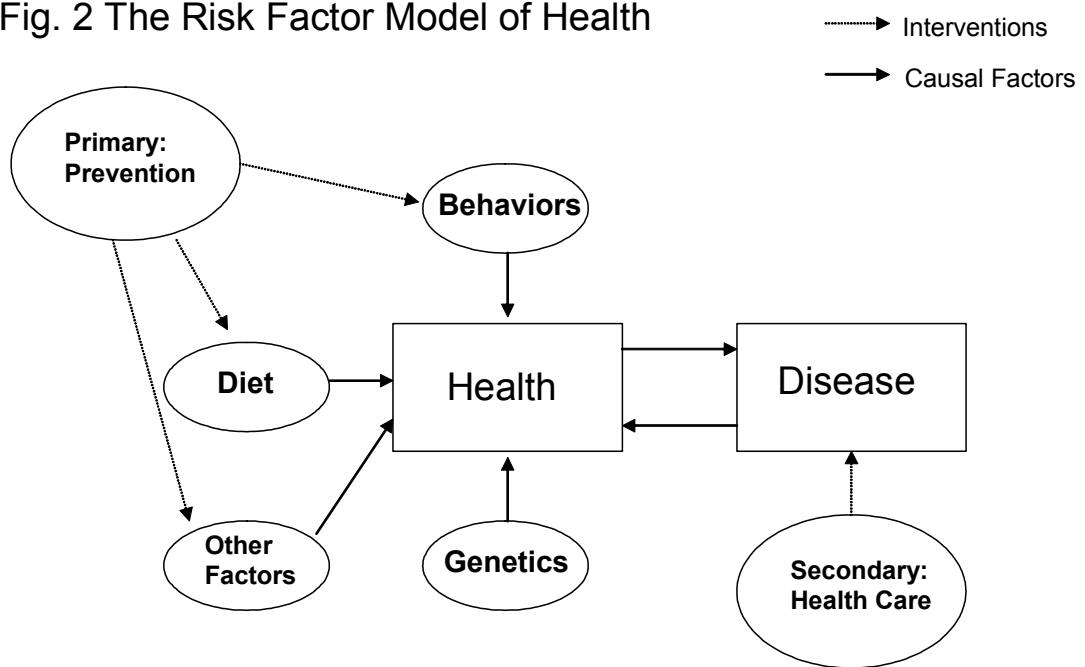 Fig. 2 The Risk Factor Model of Health
Interventions
Causal Factors
Primary:
Prevention
Behaviors
Diet
Health
Disease
Other
Factors
Genetics
Secondary:
Health Care